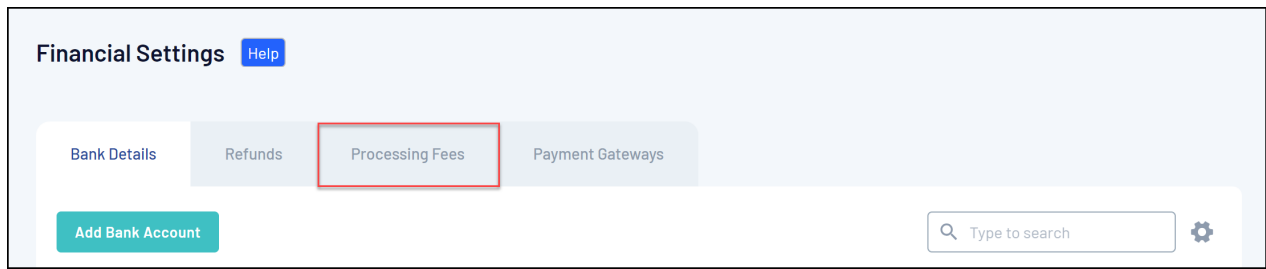 Financial Settings Help
Bank Details Refunds Processing Fees Payment Gateways
Add Bank Account Type to search